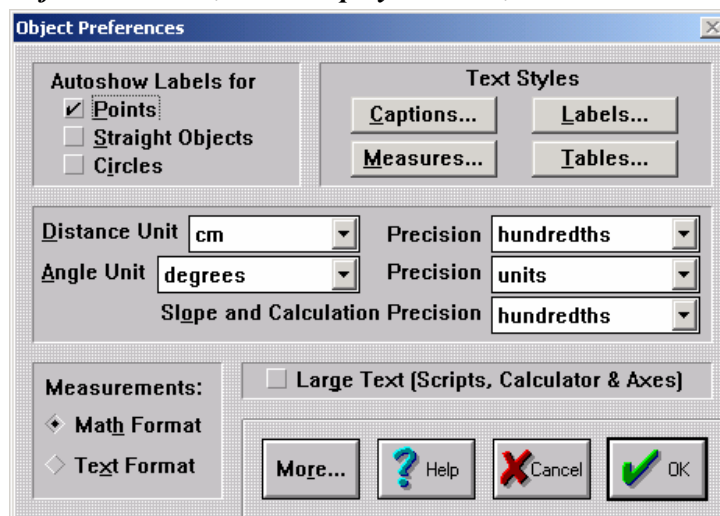 Object Preferences
Autoshow Labels for
Points
Straight Objects
Circles
Text Styles
Captions...
Labels...
Measures...
Tables...
Distance Unit cm Precision hundredths
Angle Unit degrees Precision units
Slope and Calculation Precision hundredths
Measurements:
Math Format
Text Format
Large Text (Scripts, Calculator & Axes)
More...
Help
Cancel
OK